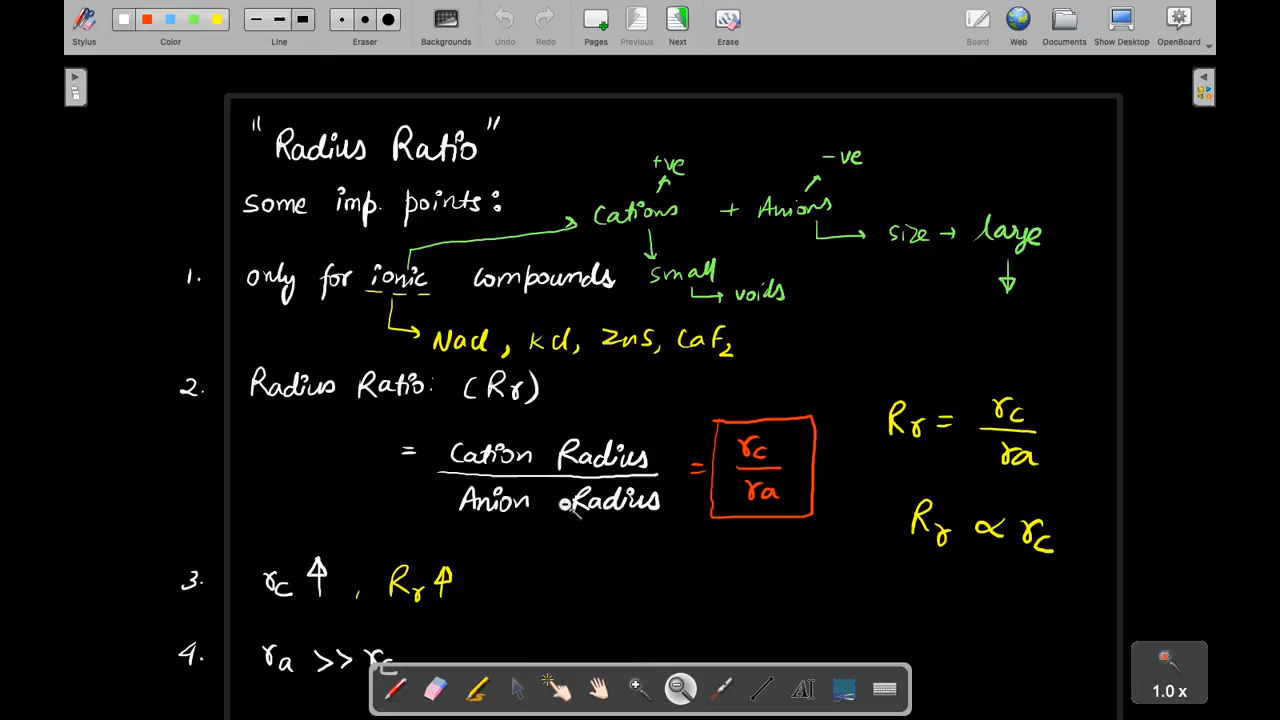 Stylus Color Line Eraser Backgrounds Undo Redo Pages Previous Next Erase Board Web Documents Show Desktop OpenBoard
"Radius Ratio"
+ve - ve
Some imp. points: Cations + Anions size → large
1. only for ionic compounds small
voids
NaCl, KCl, ZnS, CaF₂
2. Radius Ratio: (Rr)
= Cation Radius / Anion Radius = rc / ra
Rr = rc / ra
Rr ∝ rc
3. rc ↑, Rr ↑
4. ra >> rc
1.0 x